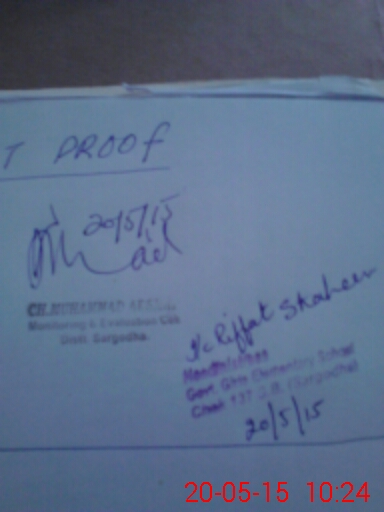 T PROOF
20/5/15
CH.MUHAMMAD
Monitoring & Evaluation Cell
Distt. Sargodha.
Riffat Shaheen
Headmistress
Govt. Girls Elementary School
Chak 137 S.B. (Sargodha)
20/5/15
20-05-15 10:24